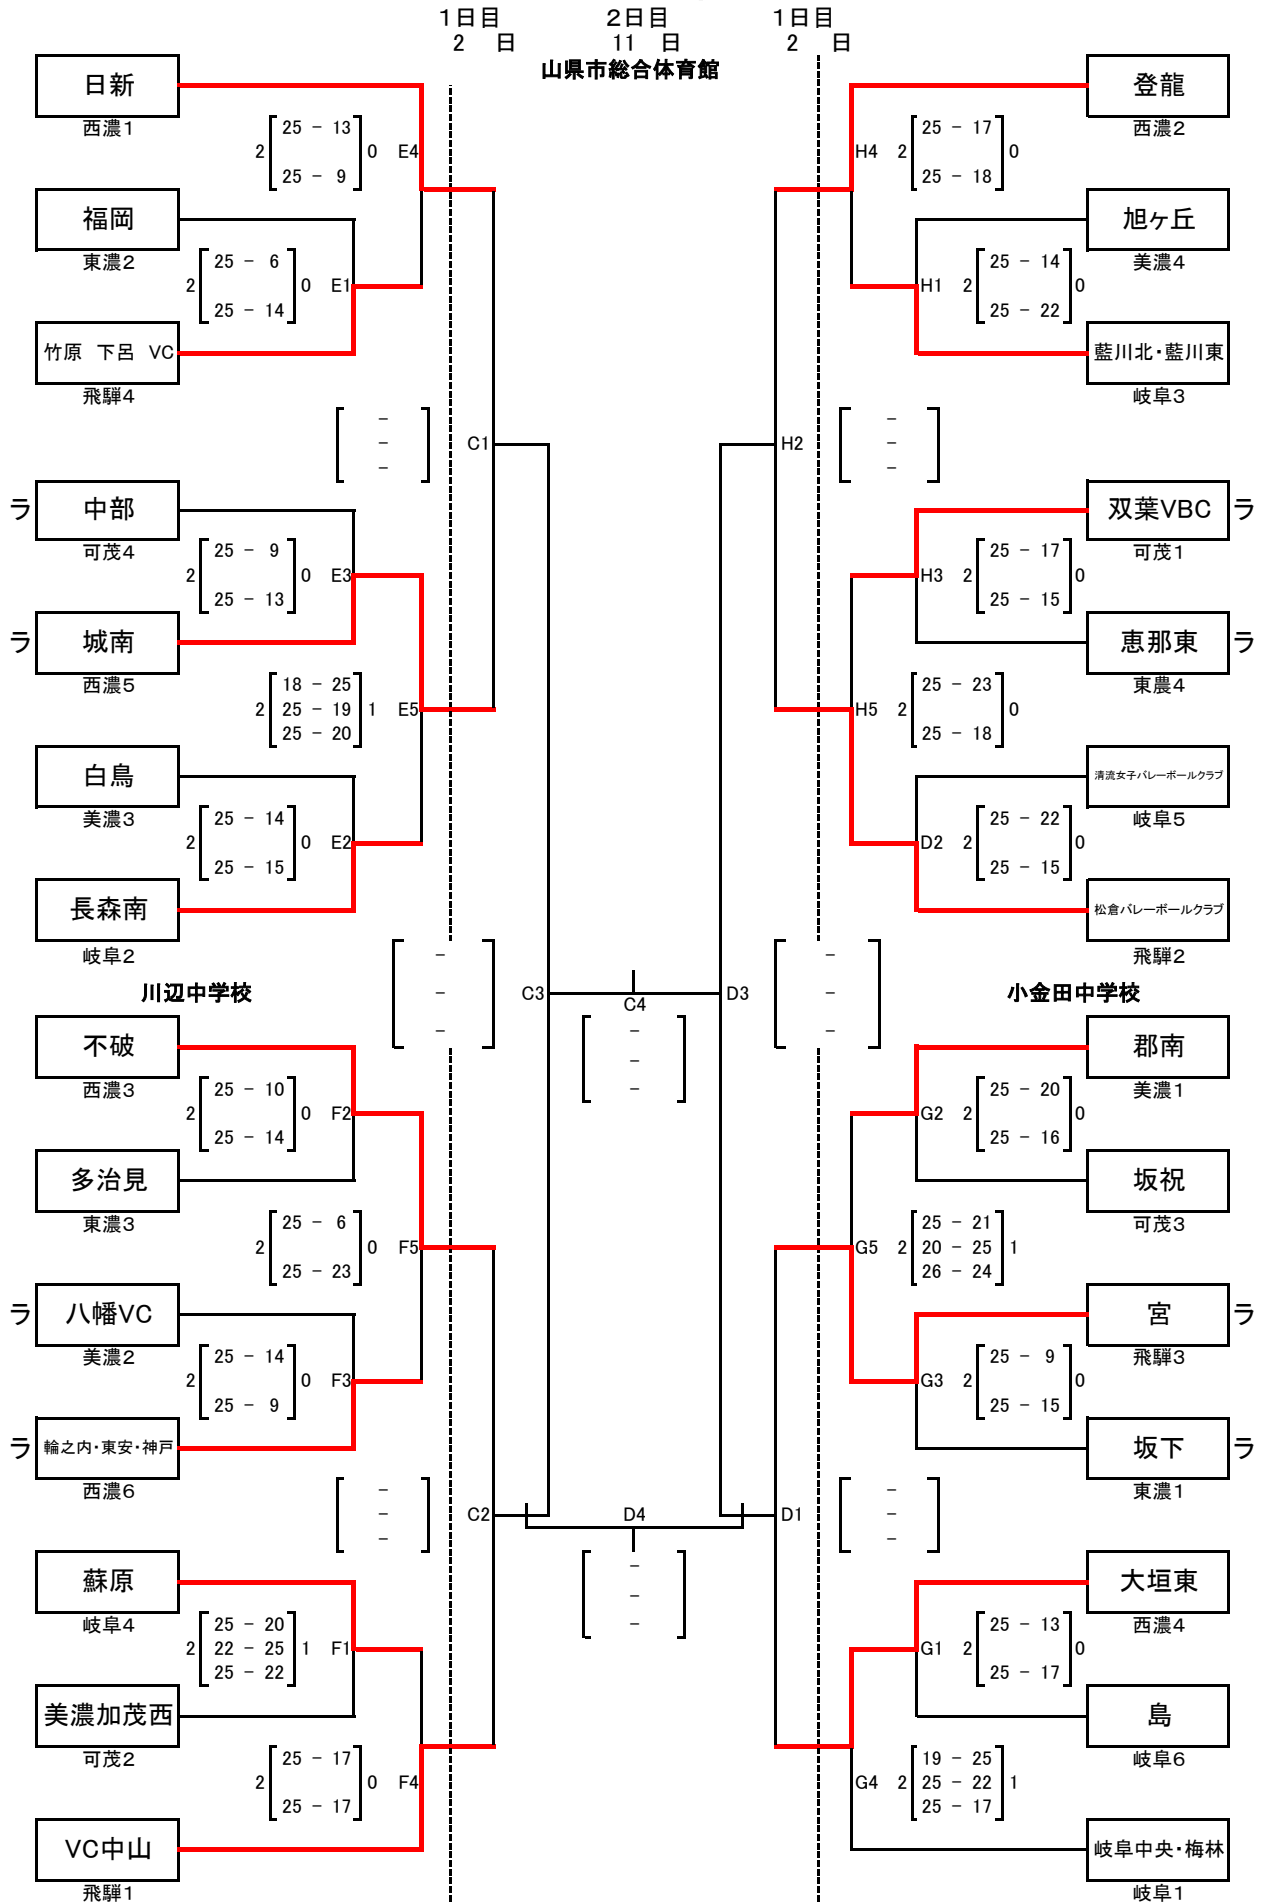 1日目 2日目 1日目
2 日 11 日 2 日
山県市総合体育館
日新
西濃1
25 - 13
2 0 E4
25 - 9
福岡
東濃2
25 - 6
2 0 E1
25 - 14
竹原 下呂 VC
飛騨4
-
- C1
-
ラ 中部
可茂4
25 - 9
2 0 E3
25 - 13
ラ 城南
西濃5
18 - 25
2 25 - 19 1 E5
25 - 20
白鳥
美濃3
25 - 14
2 0 E2
25 - 15
長森南
岐阜2
-
- C3
-
川辺中学校
不破
西濃3
25 - 10
2 0 F2
25 - 14
多治見
東濃3
25 - 6
2 0 F5
25 - 23
ラ 八幡VC
美濃2
25 - 14
2 0 F3
25 - 9
ラ 輪之内・東安・神戸
西濃6
-
- C2
-
蘇原
岐阜4
25 - 20
2 22 - 25 1 F1
25 - 22
美濃加茂西
可茂2
25 - 17
2 0 F4
25 - 17
VC中山
飛騨1
C4
-
-
-
D4
-
-
-
登龍
西濃2
25 - 17
H4 2 0
25 - 18
旭ヶ丘
美濃4
25 - 14
H1 2 0
25 - 22
藍川北・藍川東
岐阜3
-
H2 -
-
双葉VBC ラ
可茂1
25 - 17
H3 2 0
25 - 15
恵那東 ラ
東農4
25 - 23
H5 2 0
25 - 18
清流女子バレーボールクラブ
岐阜5
25 - 22
D2 2 0
25 - 15
松倉バレーボールクラブ
飛騨2
-
D3 -
-
小金田中学校
郡南
美濃1
25 - 20
G2 2 0
25 - 16
坂祝
可茂3
25 - 21
G5 2 20 - 25 1
26 - 24
宮 ラ
飛騨3
25 - 9
G3 2 0
25 - 15
坂下 ラ
東濃1
-
D1 -
-
大垣東
西濃4
25 - 13
G1 2 0
25 - 17
島
岐阜6
19 - 25
G4 2 25 - 22 1
25 - 17
岐阜中央・梅林
岐阜1